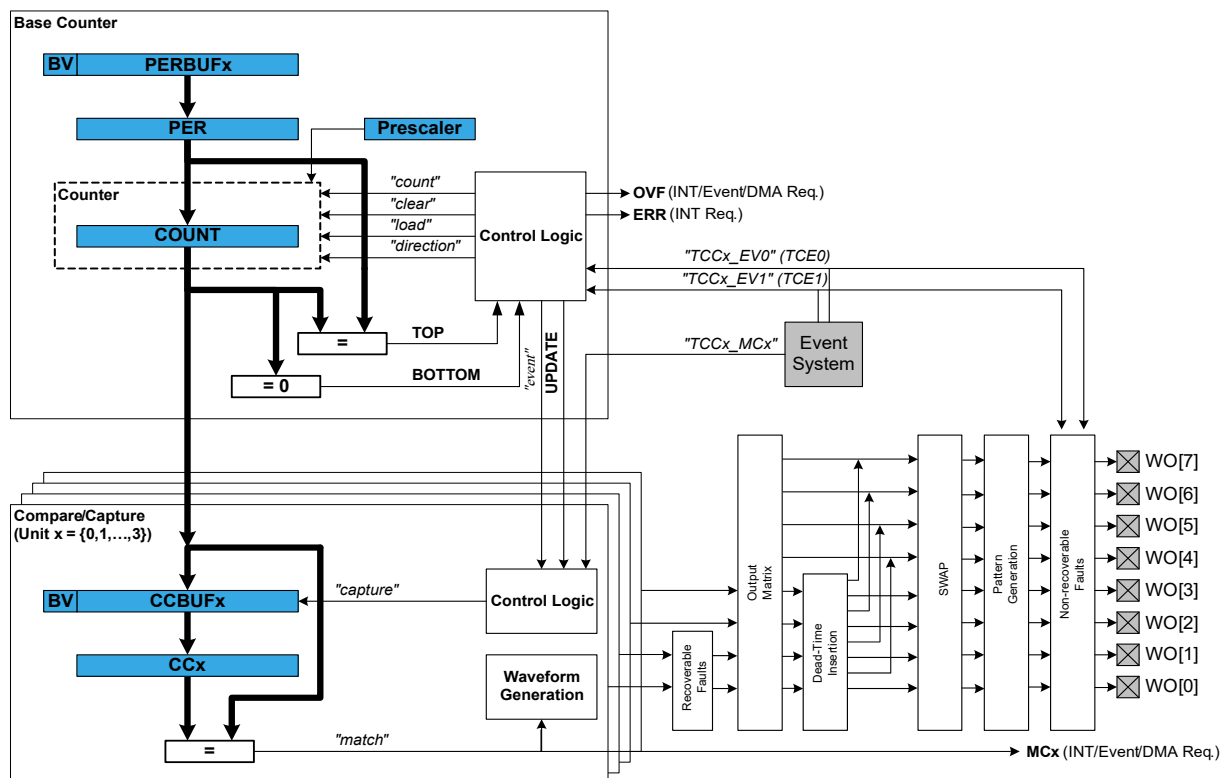 Base Counter
BV
PERBUFx
PER
Prescaler
Counter
COUNT
"count"
"clear"
"load"
"direction"
Control Logic
OVF (INT/Event/DMA Req.)
ERR (INT Req.)
"TCCx_EV0" (TCE0)
"TCCx_EV1" (TCE1)
"TCCx_MCx"
Event
System
=
TOP
= 0
BOTTOM
"event"
UPDATE
Compare/Capture
(Unit x = {0,1,…,3})
BV
CCBUFx
"capture"
Control Logic
CCx
Waveform
Generation
=
"match"
Recoverable
Faults
Output
Matrix
Dead-Time
Insertion
SWAP
Pattern
Generation
Non-recoverable
Faults
WO[7]
WO[6]
WO[5]
WO[4]
WO[3]
WO[2]
WO[1]
WO[0]
MCx (INT/Event/DMA Req.)